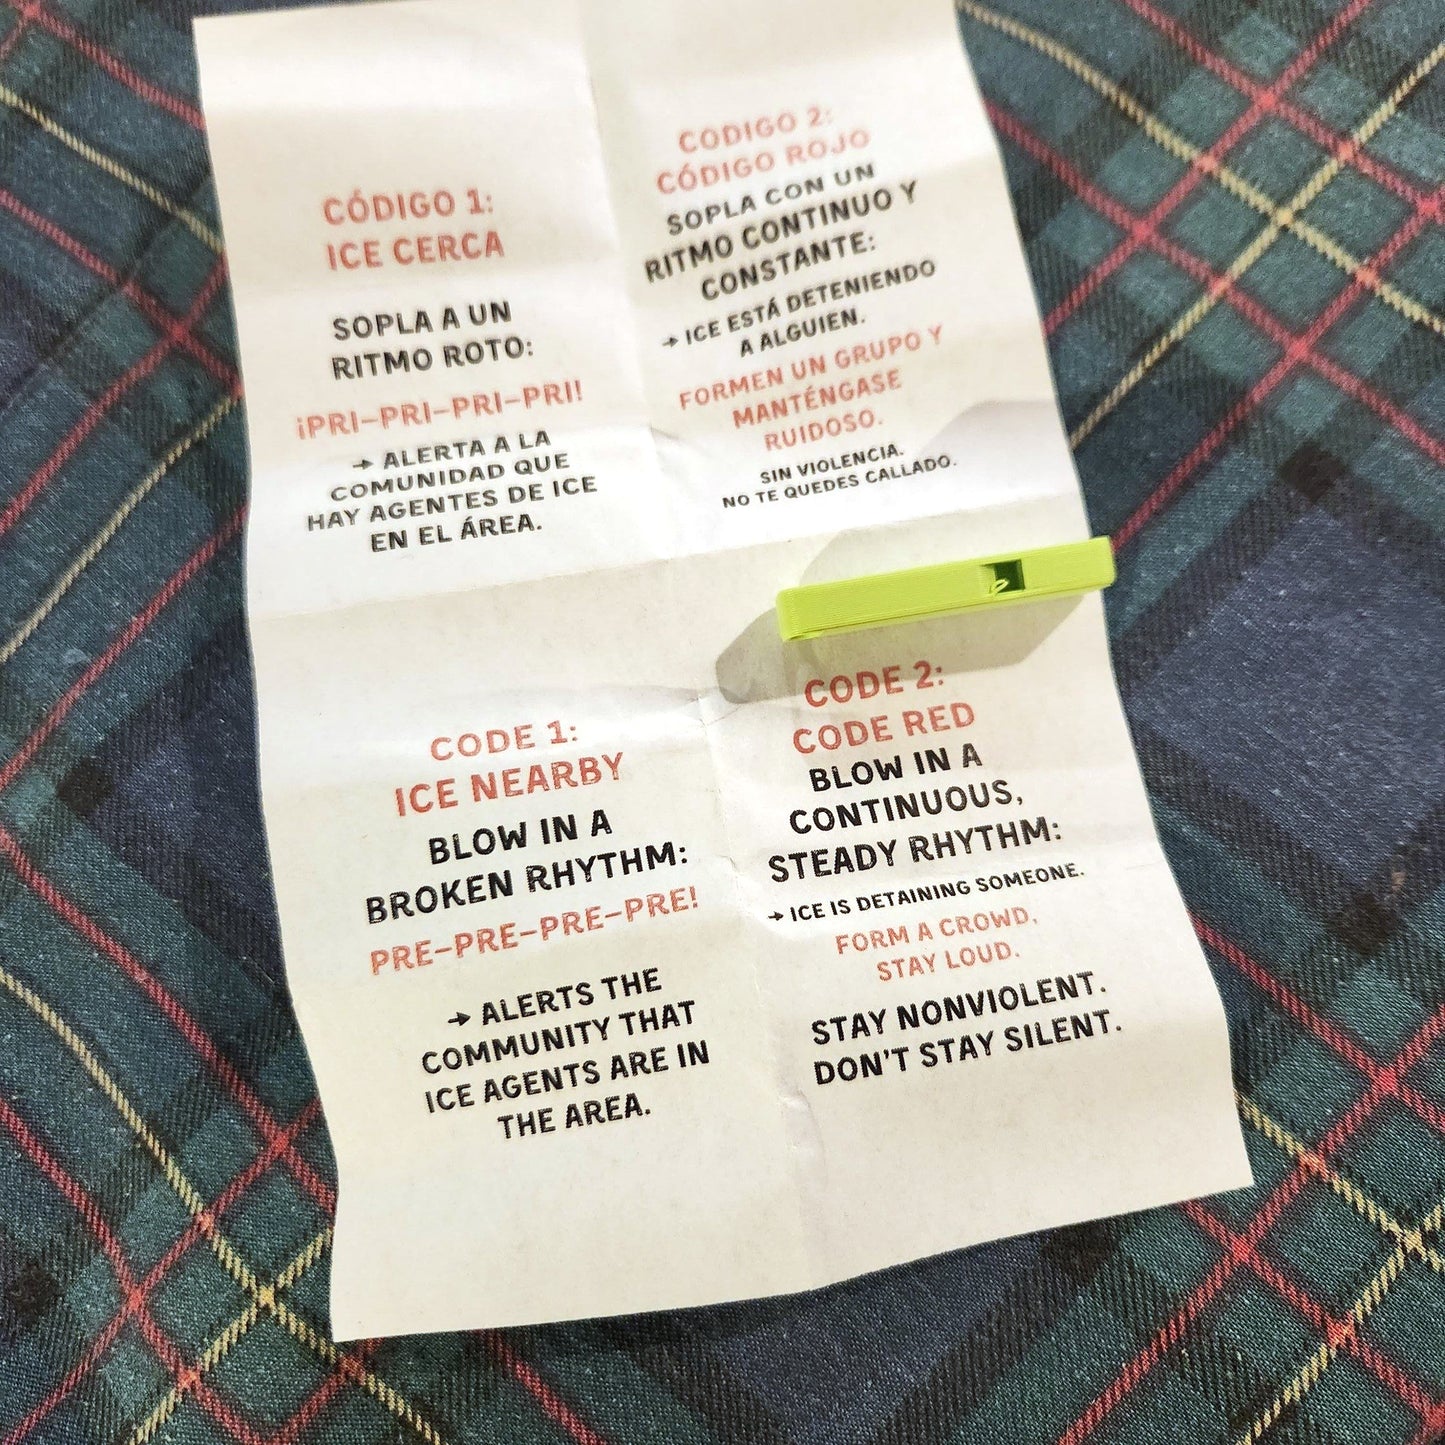 CÓDIGO 1:
ICE CERCA
SOPLA A UN
RITMO ROTO:
¡PRI–PRI–PRI–PRI!
→ ALERTA A LA
COMUNIDAD QUE
HAY AGENTES DE ICE
EN EL ÁREA.
CODIGO 2:
CÓDIGO ROJO
SOPLA CON UN
RITMO CONTINUO Y
CONSTANTE:
→ ICE ESTÁ DETENIENDO
A ALGUIEN.
FORMEN UN GRUPO Y
MANTÉNGASE
RUIDOSO.
SIN VIOLENCIA.
NO TE QUEDES CALLADO.
CODE 1:
ICE NEARBY
BLOW IN A
BROKEN RHYTHM:
PRE–PRE–PRE–PRE!
→ ALERTS THE
COMMUNITY THAT
ICE AGENTS ARE IN
THE AREA.
CODE 2:
CODE RED
BLOW IN A
CONTINUOUS,
STEADY RHYTHM:
→ ICE IS DETAINING SOMEONE.
FORM A CROWD,
STAY LOUD.
STAY NONVIOLENT.
DON'T STAY SILENT.